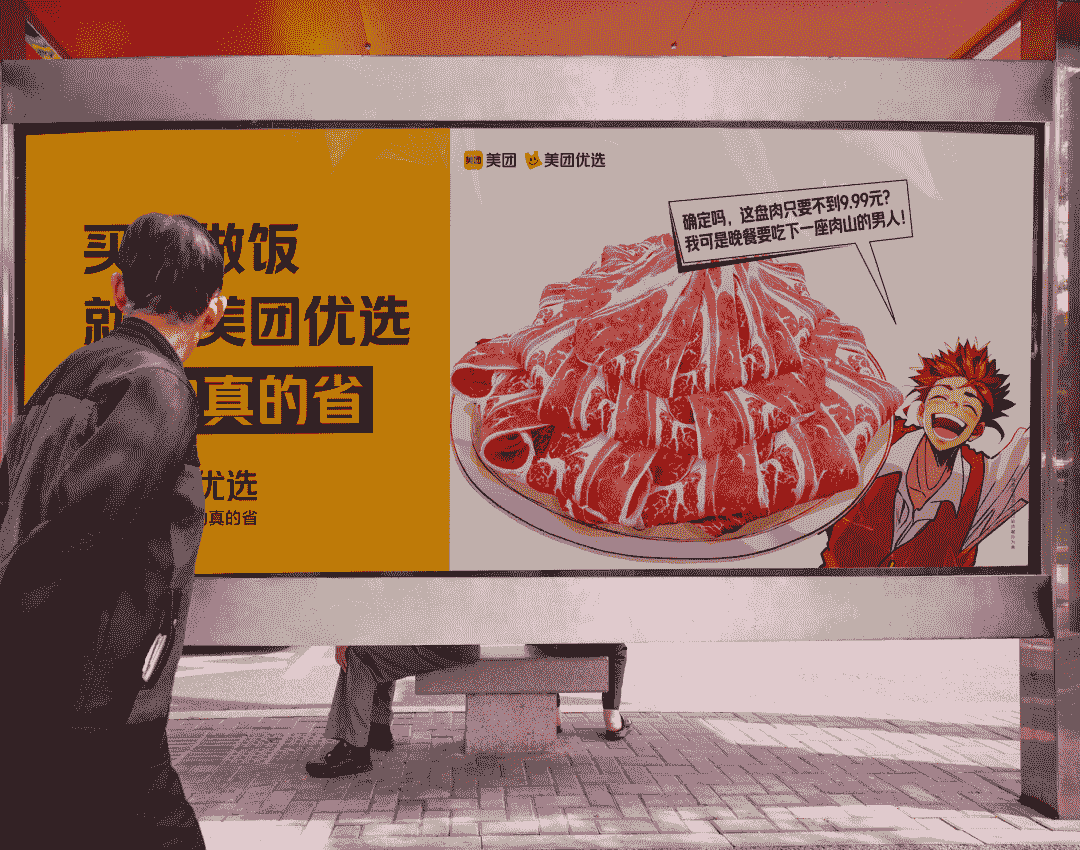 买 做饭
就 美团优选
真的省
优选
真的省
美团 美团 美团优选
确定吗，这盘肉只要不到9.99元？
我可是晚餐要吃下一座肉山的男人！